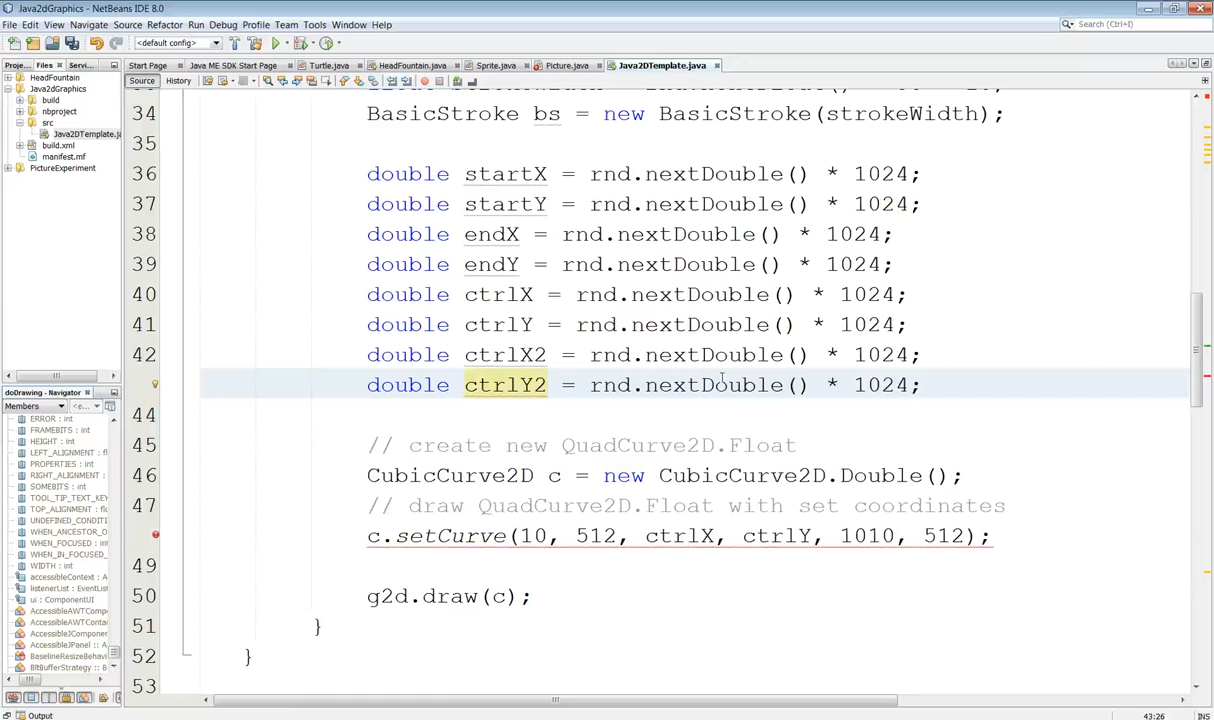 Java2dGraphics - NetBeans IDE 8.0
File Edit View Navigate Source Refactor Run Debug Profile Team Tools Window Help
<default config> Search (Ctrl+I)
Proje... Files Servi... Start Page Java ME SDK Start Page Turtle.java HeadFountain.java Sprite.java Picture.java Java2DTemplate.java
Source History
HeadFountain
Java2dGraphics
build
nbproject
src
Java2DTemplate.ja
build.xml
manifest.mf
PictureExperiment
34 BasicStroke bs = new BasicStroke(strokeWidth);
35
36 double startX = rnd.nextDouble() * 1024;
37 double startY = rnd.nextDouble() * 1024;
38 double endX = rnd.nextDouble() * 1024;
39 double endY = rnd.nextDouble() * 1024;
40 double ctrlX = rnd.nextDouble() * 1024;
41 double ctrlY = rnd.nextDouble() * 1024;
42 double ctrlX2 = rnd.nextDouble() * 1024;
double ctrlY2 = rnd.nextDouble() * 1024;
44
45 // create new QuadCurve2D.Float
46 CubicCurve2D c = new CubicCurve2D.Double();
47 // draw QuadCurve2D.Float with set coordinates
c.setCurve(10, 512, ctrlX, ctrlY, 1010, 512);
49
50 g2d.draw(c);
51 }
52 }
53
doDrawing - Navigator
Members <e...
ERROR : int
FRAMEBITS : int
HEIGHT : int
LEFT_ALIGNMENT : fl
PROPERTIES : int
RIGHT_ALIGNMENT :
SOMEBITS : int
TOOL_TIP_TEXT_KEY
TOP_ALIGNMENT : flo
UNDEFINED_CONDITI
WHEN_ANCESTOR_O
WHEN_FOCUSED : int
WHEN_IN_FOCUSED_
WIDTH : int
accessibleContext : A
listenerList : EventList
ui : ComponentUI
AccessibleAWTCompo
AccessibleAWTContai
AccessibleJCompone
AccessibleJPanel :: Ac
BaselineResizeBehavi
BltBufferStrategy :: Bu
Output 43:26 INS